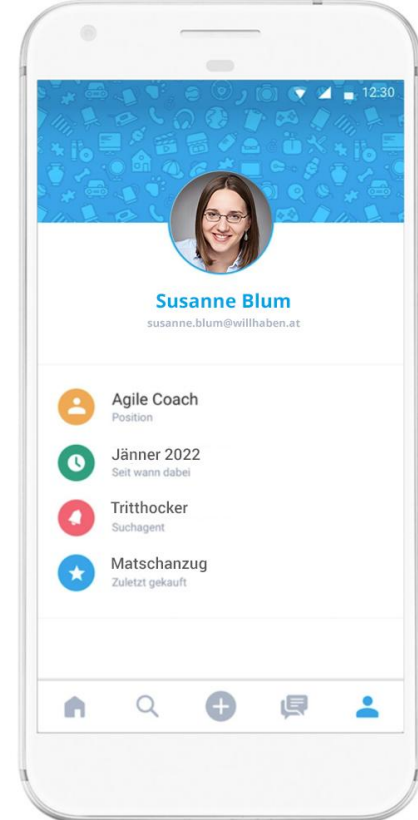 12:30
Susanne Blum
susanne.blum@willhaben.at
Agile Coach
Position
Jänner 2022
Seit wann dabei
Tritthocker
Suchagent
Matschanzug
Zuletzt gekauft